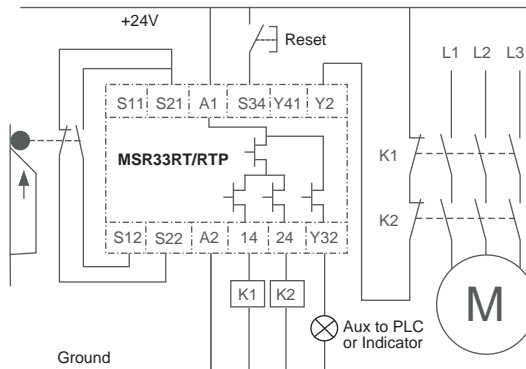 +24V
Reset
L1 L2 L3
S11 S21 A1 S34 Y41 Y2
MSR33RT/RTP
K1
K2
S12 S22 A2 14 24 Y32
K1 K2
M
Aux to PLC
or Indicator
Ground